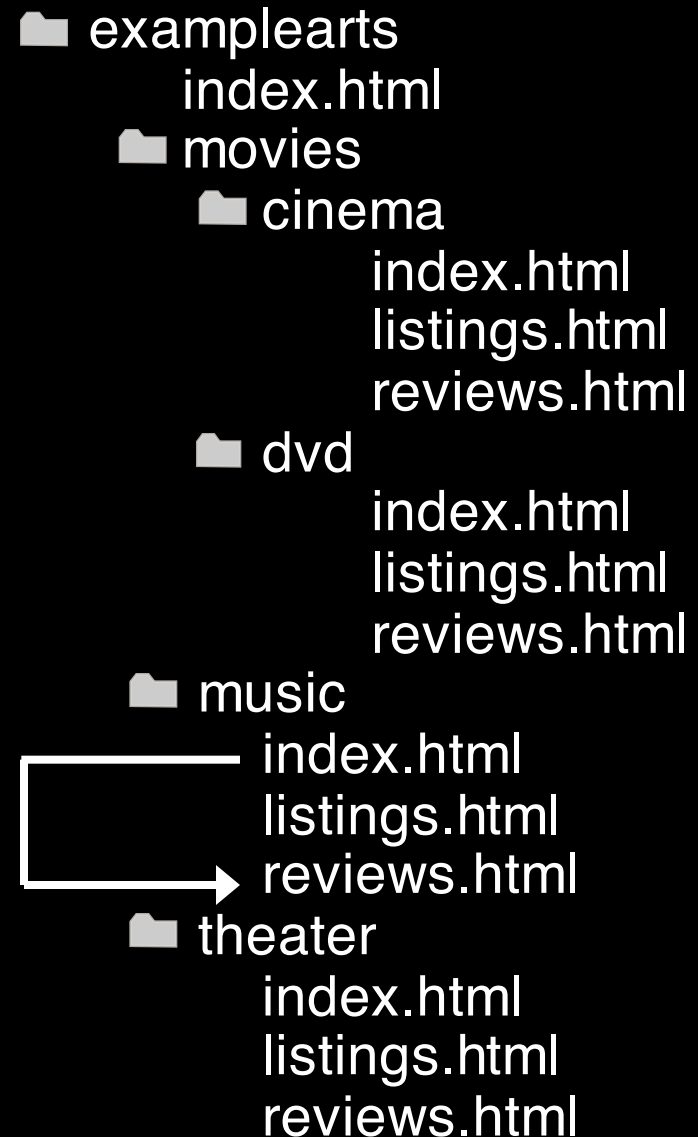 examplearts
index.html
movies
cinema
index.html
listings.html
reviews.html
dvd
index.html
listings.html
reviews.html
music
index.html
listings.html
reviews.html
theater
index.html
listings.html
reviews.html